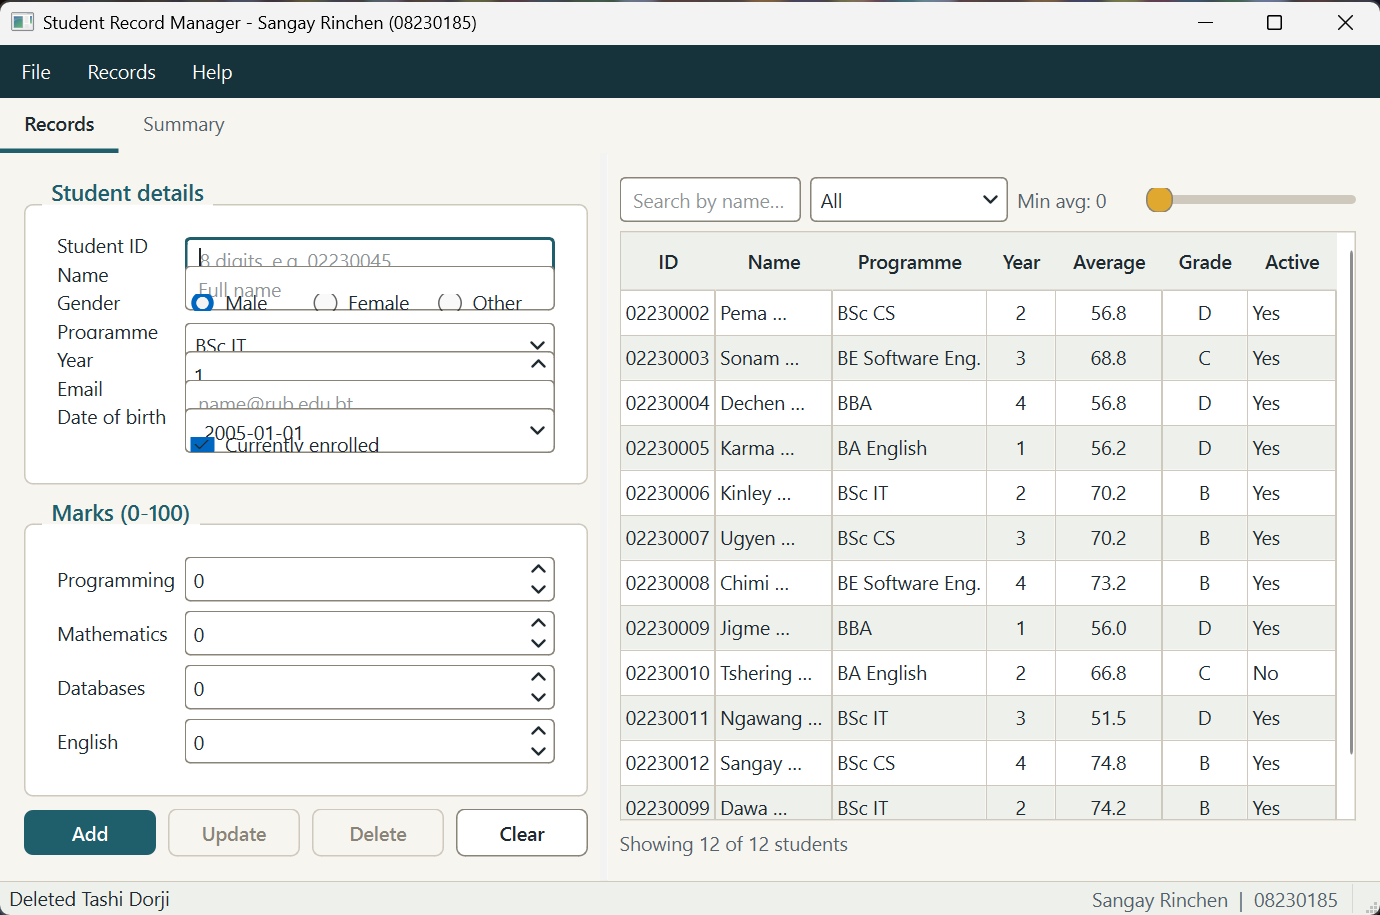 Student Record Manager - Sangay Rinchen (08230185)
File Records Help
Records Summary
Student details
Student ID 8 digits, e.g. 02230045
Name Full name
Gender Male Female Other
Programme BSc IT
Year 1
Email name@rub.edu.bt
Date of birth 2005-01-01
Currently enrolled
Marks (0-100)
Programming 0
Mathematics 0
Databases 0
English 0
Add Update Delete Clear
Search by name... All Min avg: 0
ID Name Programme Year Average Grade Active
02230002 Pema ... BSc CS 2 56.8 D Yes
02230003 Sonam ... BE Software Eng. 3 68.8 C Yes
02230004 Dechen ... BBA 4 56.8 D Yes
02230005 Karma ... BA English 1 56.2 D Yes
02230006 Kinley ... BSc IT 2 70.2 B Yes
02230007 Ugyen ... BSc CS 3 70.2 B Yes
02230008 Chimi ... BE Software Eng. 4 73.2 B Yes
02230009 Jigme ... BBA 1 56.0 D Yes
02230010 Tshering ... BA English 2 66.8 C No
02230011 Ngawang ... BSc IT 3 51.5 D Yes
02230012 Sangay ... BSc CS 4 74.8 B Yes
02230099 Dawa ... BSc IT 2 74.2 B Yes
Showing 12 of 12 students
Deleted Tashi Dorji
Sangay Rinchen | 08230185